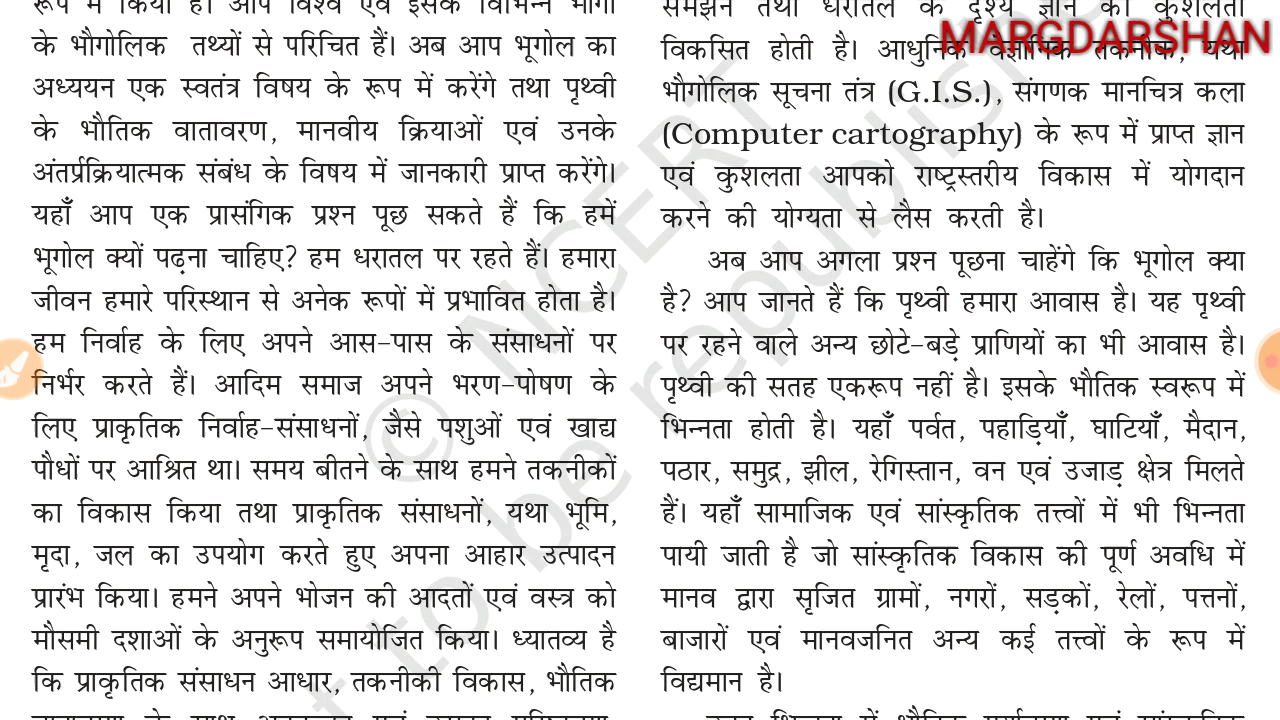 रूप में किया है। आप विश्व एवं इसके विभिन्न भागों
के भौगोलिक तथ्यों से परिचित हैं। अब आप भूगोल का
अध्ययन एक स्वतंत्र विषय के रूप में करेंगे तथा पृथ्वी
के भौतिक वातावरण, मानवीय क्रियाओं एवं उनके
अंतर्प्रक्रियात्मक संबंध के विषय में जानकारी प्राप्त करेंगे।
यहाँ आप एक प्रासंगिक प्रश्न पूछ सकते हैं कि हमें
भूगोल क्यों पढ़ना चाहिए? हम धरातल पर रहते हैं। हमारा
जीवन हमारे परिस्थान से अनेक रूपों में प्रभावित होता है।
हम निर्वाह के लिए अपने आस-पास के संसाधनों पर
निर्भर करते हैं। आदिम समाज अपने भरण-पोषण के
लिए प्राकृतिक निर्वाह-संसाधनों, जैसे पशुओं एवं खाद्य
पौधों पर आश्रित था। समय बीतने के साथ हमने तकनीकों
का विकास किया तथा प्राकृतिक संसाधनों, यथा भूमि,
मृदा, जल का उपयोग करते हुए अपना आहार उत्पादन
प्रारंभ किया। हमने अपने भोजन की आदतों एवं वस्त्र को
मौसमी दशाओं के अनुरूप समायोजित किया। ध्यातव्य है
कि प्राकृतिक संसाधन आधार, तकनीकी विकास, भौतिक
समझने तथा धरातल के दृश्य ज्ञान की कुशलता
विकसित होती है। आधुनिक वैज्ञानिक तकनीक, यथा
भौगोलिक सूचना तंत्र (G.I.S.), संगणक मानचित्र कला
(Computer cartography) के रूप में प्राप्त ज्ञान
एवं कुशलता आपको राष्ट्रस्तरीय विकास में योगदान
करने की योग्यता से लैस करती है।
अब आप अगला प्रश्न पूछना चाहेंगे कि भूगोल क्या
है? आप जानते हैं कि पृथ्वी हमारा आवास है। यह पृथ्वी
पर रहने वाले अन्य छोटे-बड़े प्राणियों का भी आवास है।
पृथ्वी की सतह एकरूप नहीं है। इसके भौतिक स्वरूप में
भिन्नता होती है। यहाँ पर्वत, पहाड़ियाँ, घाटियाँ, मैदान,
पठार, समुद्र, झील, रेगिस्तान, वन एवं उजाड़ क्षेत्र मिलते
हैं। यहाँ सामाजिक एवं सांस्कृतिक तत्त्वों में भी भिन्नता
पायी जाती है जो सांस्कृतिक विकास की पूर्ण अवधि में
मानव द्वारा सृजित ग्रामों, नगरों, सड़कों, रेलों, पत्तनों,
बाजारों एवं मानवजनित अन्य कई तत्त्वों के रूप में
विद्यमान है।
MARGDARSHAN
© NCERT
t to be republish